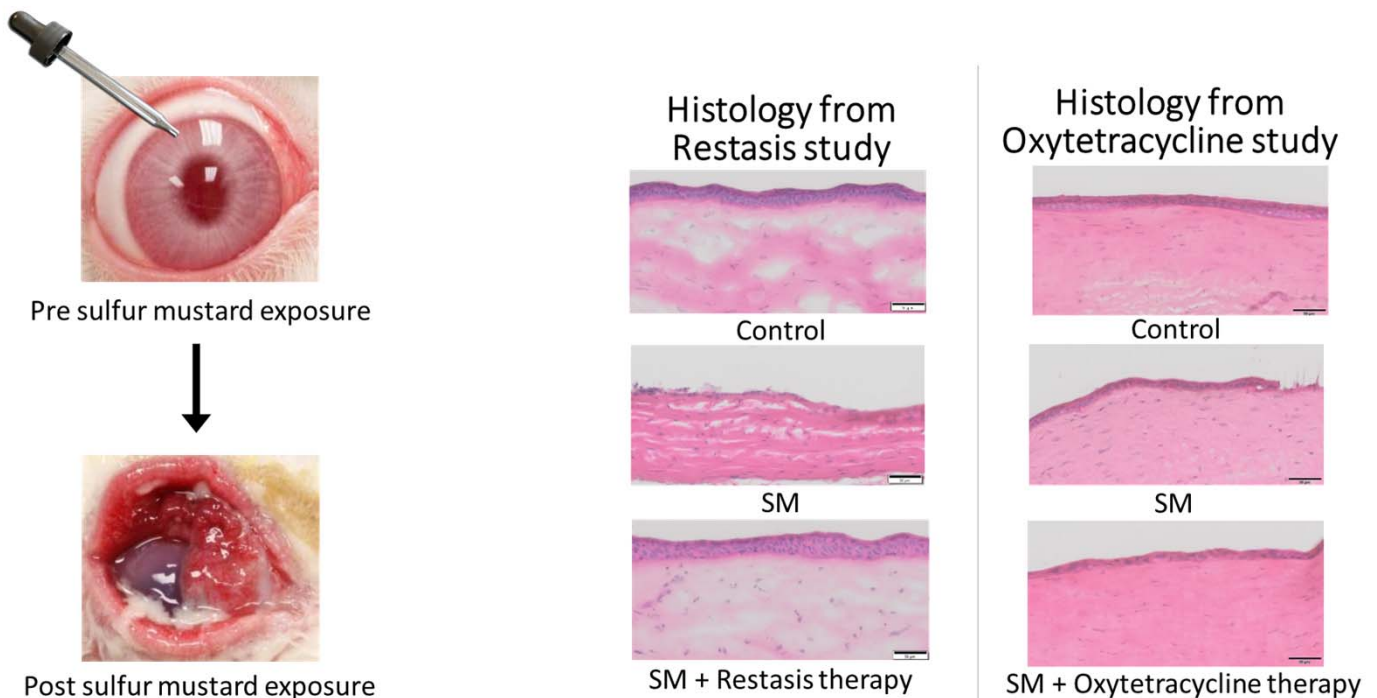 Pre sulfur mustard exposure
Post sulfur mustard exposure
Histology from
Restasis study
Control
SM
SM + Restasis therapy
Histology from
Oxytetracycline study
Control
SM
SM + Oxytetracycline therapy